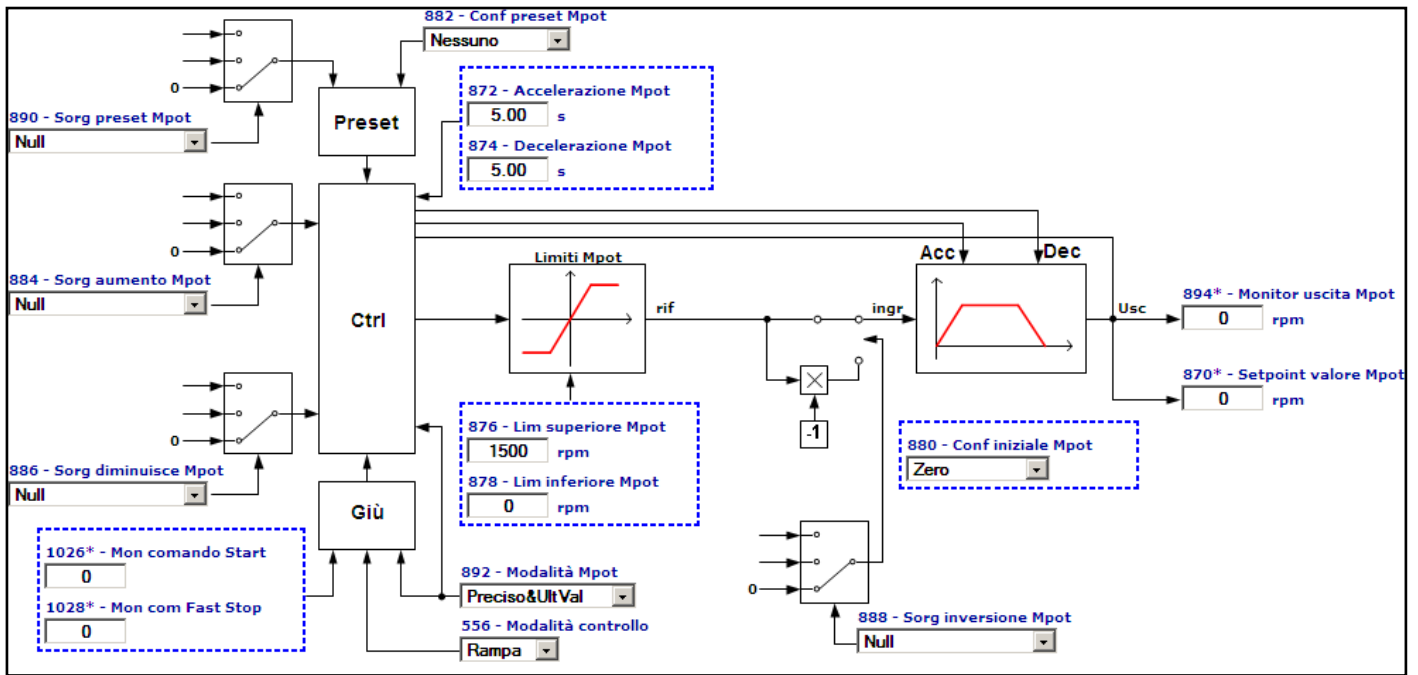 882 - Conf preset Mpot
Nessuno
0
890 - Sorg preset Mpot
Null
Preset
872 - Accelerazione Mpot
5.00 s
874 - Decelerazione Mpot
5.00 s
0
884 - Sorg aumento Mpot
Null
Ctrl
Limiti Mpot
rif
ingr
Acc
Dec
Usc
894* - Monitor uscita Mpot
0 rpm
870* - Setpoint valore Mpot
0 rpm
-1
876 - Lim superiore Mpot
1500 rpm
878 - Lim inferiore Mpot
0 rpm
880 - Conf iniziale Mpot
Zero
0
886 - Sorg diminuisce Mpot
Null
Giù
1026* - Mon comando Start
0
1028* - Mon com Fast Stop
0
892 - Modalità Mpot
Preciso&UltVal
556 - Modalità controllo
Rampa
0
888 - Sorg inversione Mpot
Null